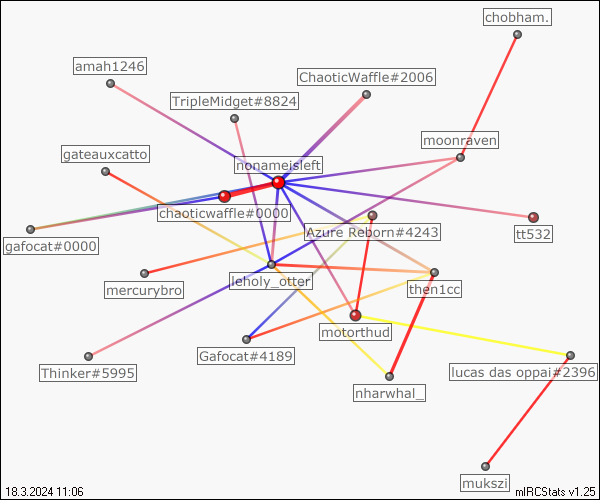 chobham.
amah1246
ChaoticWaffle#2006
TripleMidget#8824
moonraven
gateauxcatto
nonameisleft
chaoticwaffle#0000
Azure Reborn#4243
tt532
gafocat#0000
leholy_otter
mercurybro
then1cc
motorthud
Gafocat#4189
Thinker#5995
lucas das oppai#2396
nharwhal_
mukszi
18.3.2024 11:06
mIRCStats v1.25